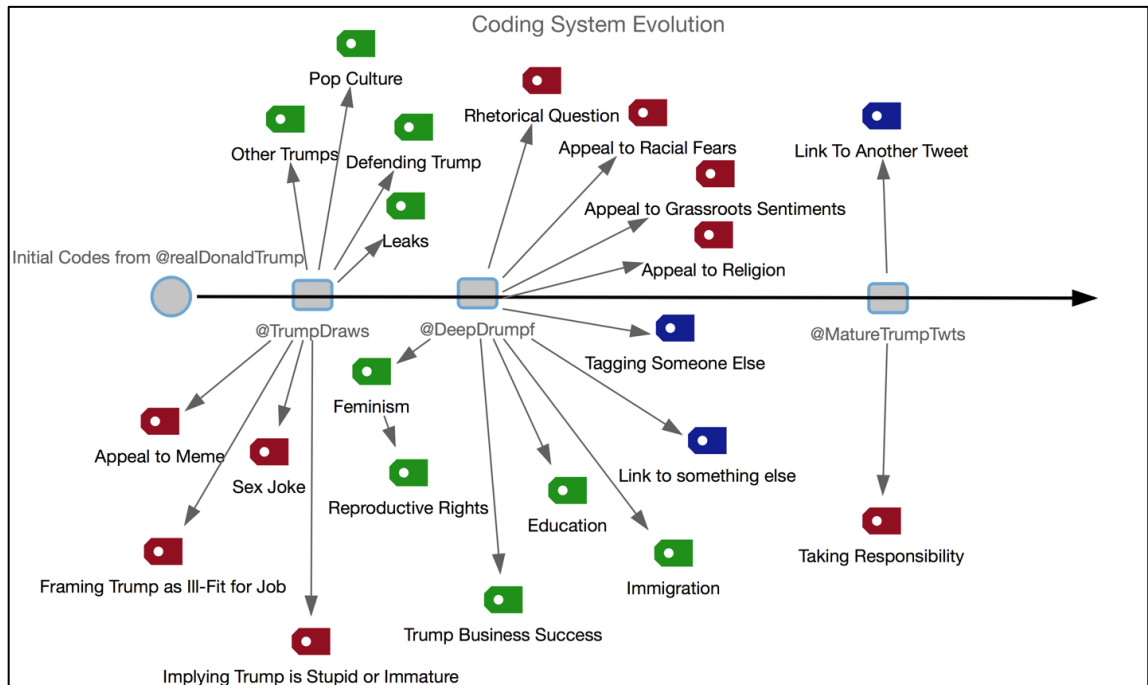 Coding System Evolution
Pop Culture
Rhetorical Question
Other Trumps
Defending Trump
Appeal to Racial Fears
Link To Another Tweet
Appeal to Grassroots Sentiments
Leaks
Initial Codes from @realDonaldTrump
Appeal to Religion
@TrumpDraws
@DeepDrumpf
@MatureTrumpTwts
Tagging Someone Else
Feminism
Appeal to Meme
Link to something else
Sex Joke
Reproductive Rights
Education
Taking Responsibility
Framing Trump as Ill-Fit for Job
Immigration
Trump Business Success
Implying Trump is Stupid or Immature